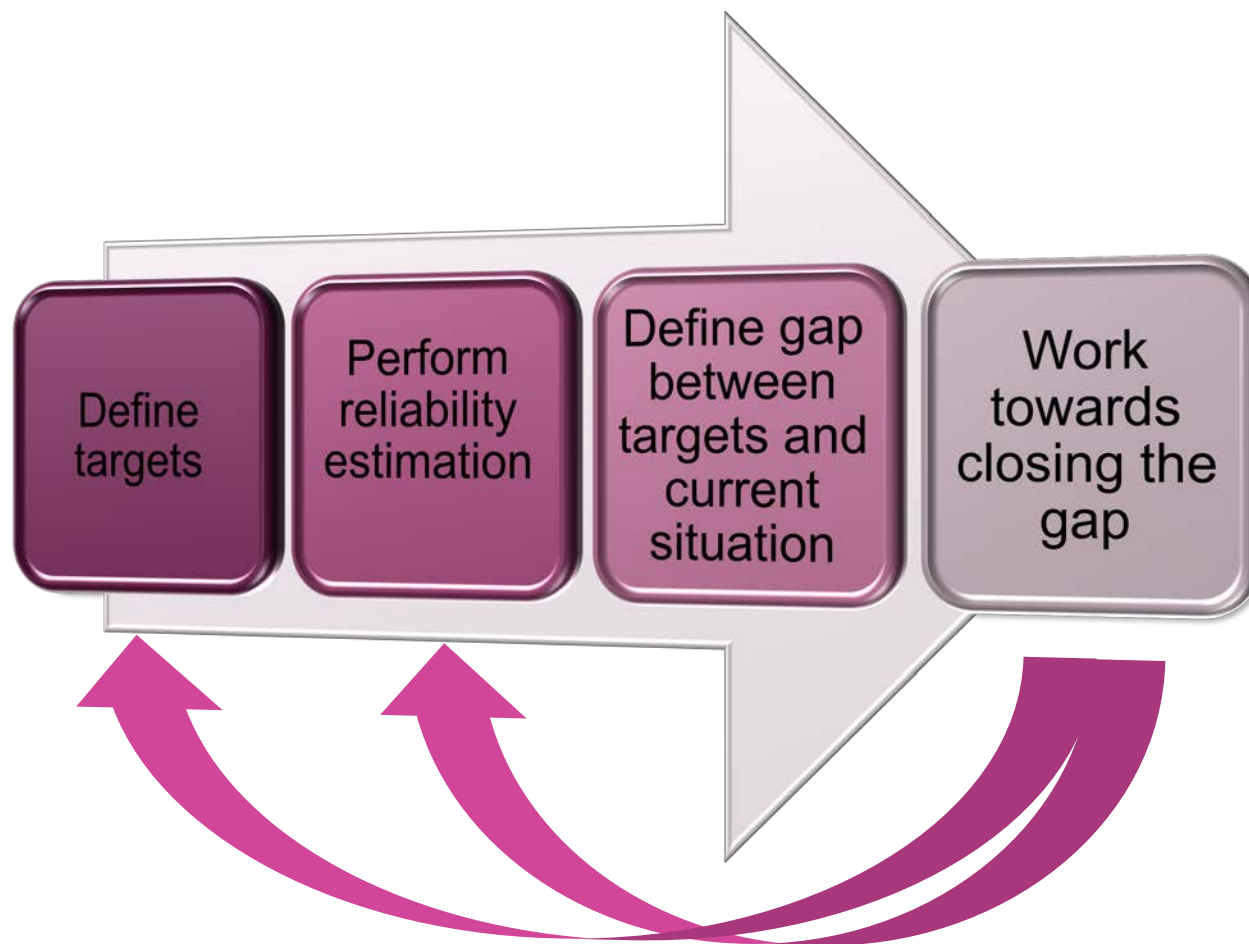 Define
targets
Perform
reliability
estimation
Define gap
between
targets and
current
situation
Work
towards
closing the
gap